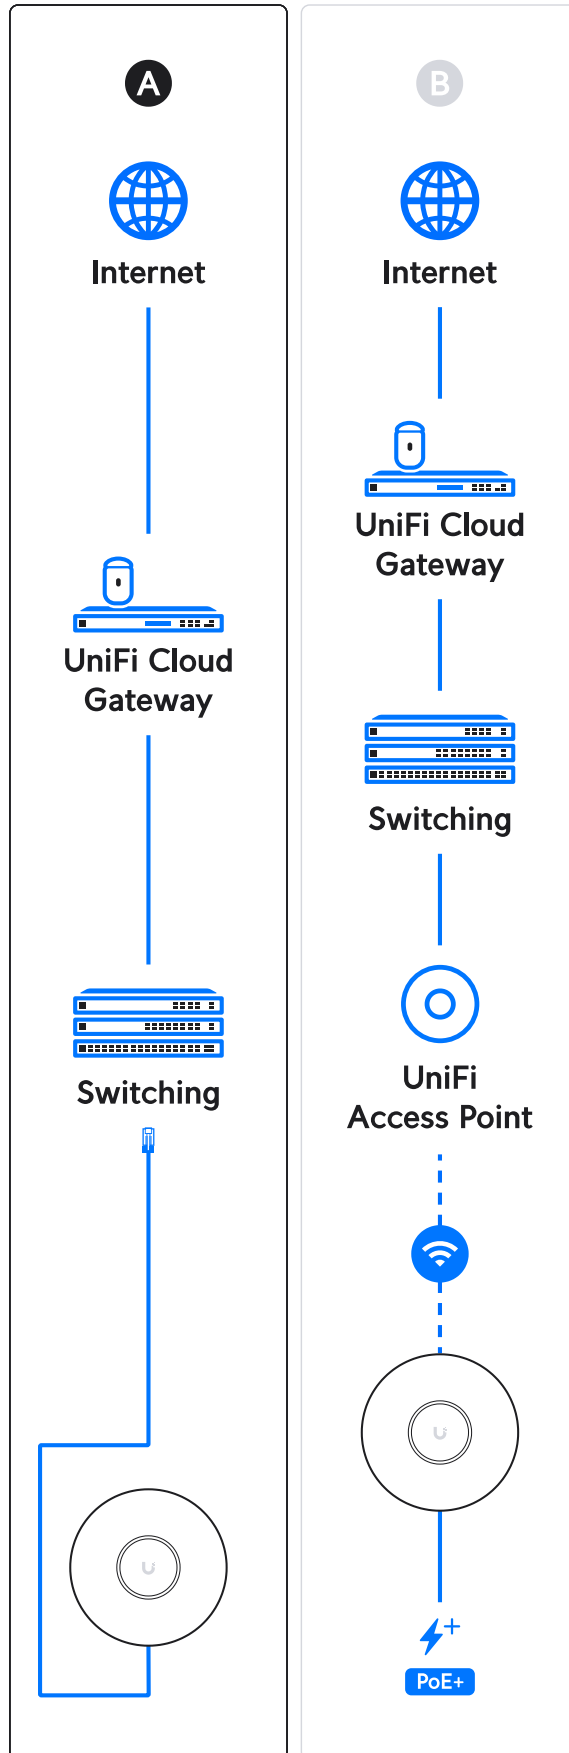 A
Internet
UniFi Cloud
Gateway
Switching
B
Internet
UniFi Cloud
Gateway
Switching
UniFi
Access Point
PoE+